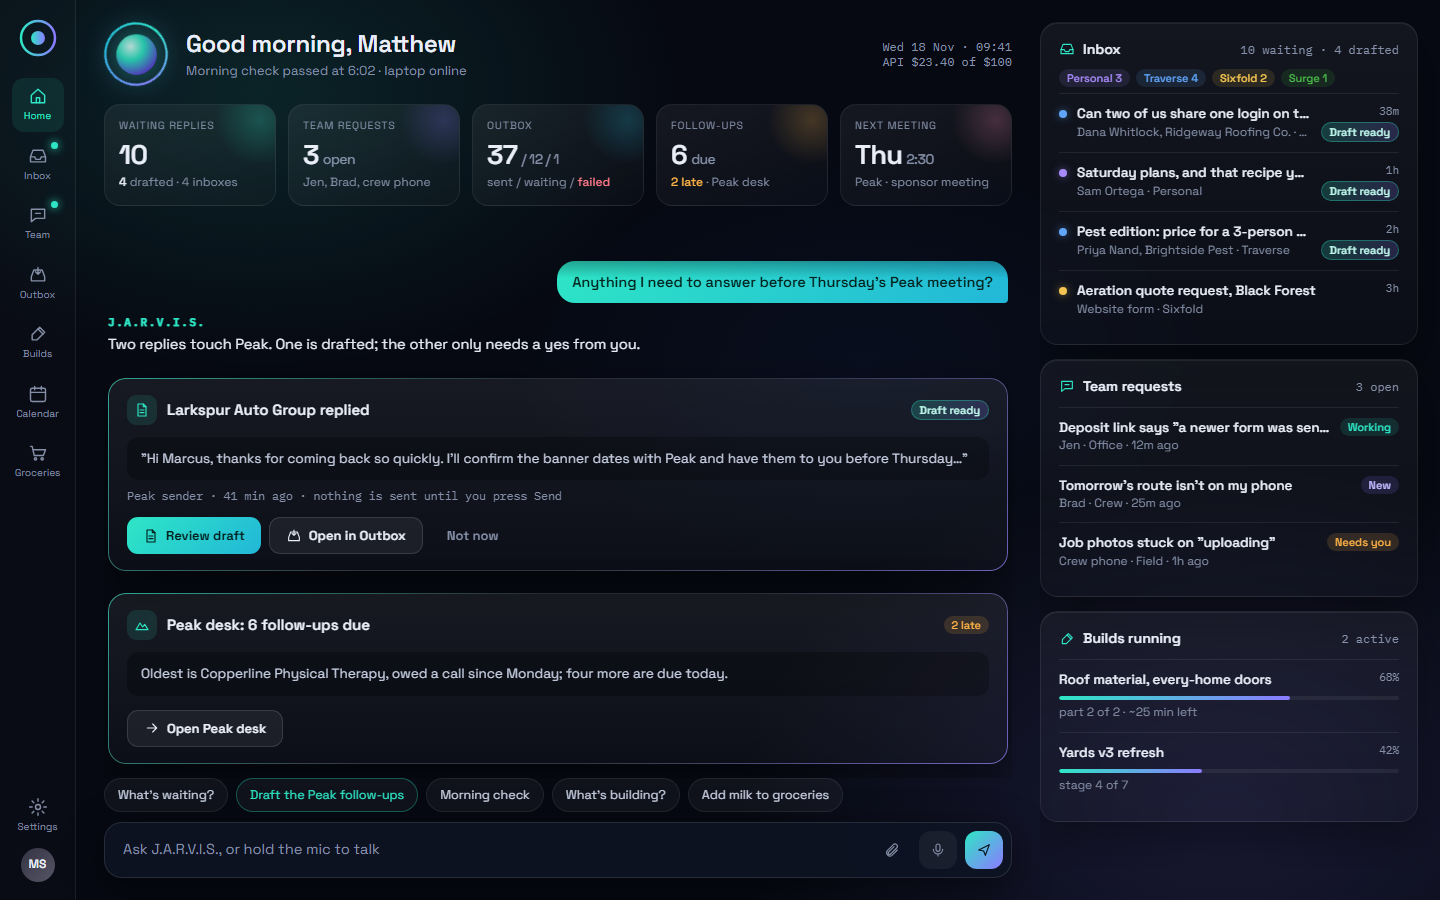 Home
Inbox
Team
Outbox
Builds
Calendar
Groceries
Settings
MS
Good morning, Matthew
Morning check passed at 6:02 · laptop online
Wed 18 Nov · 09:41
API $23.40 of $100
WAITING REPLIES
10
4 drafted · 4 inboxes
TEAM REQUESTS
3 open
Jen, Brad, crew phone
OUTBOX
37 / 12 / 1
sent / waiting / failed
FOLLOW-UPS
6 due
2 late · Peak desk
NEXT MEETING
Thu 2:30
Peak · sponsor meeting
Anything I need to answer before Thursday's Peak meeting?
J.A.R.V.I.S.
Two replies touch Peak. One is drafted; the other only needs a yes from you.
Larkspur Auto Group replied
Draft ready
"Hi Marcus, thanks for coming back so quickly. I'll confirm the banner dates with Peak and have them to you before Thursday…"
Peak sender · 41 min ago · nothing is sent until you press Send
Review draft
Open in Outbox
Not now
Peak desk: 6 follow-ups due
2 late
Oldest is Copperline Physical Therapy, owed a call since Monday; four more are due today.
Open Peak desk
What's waiting?
Draft the Peak follow-ups
Morning check
What's building?
Add milk to groceries
Ask J.A.R.V.I.S., or hold the mic to talk
Inbox
10 waiting · 4 drafted
Personal 3
Traverse 4
Sixfold 2
Surge 1
Can two of us share one login on t…
38m
Dana Whitlock, Ridgeway Roofing Co. · …
Draft ready
Saturday plans, and that recipe y…
1h
Sam Ortega · Personal
Draft ready
Pest edition: price for a 3-person …
2h
Priya Nand, Brightside Pest · Traverse
Draft ready
Aeration quote request, Black Forest
3h
Website form · Sixfold
Team requests
3 open
Deposit link says "a newer form was sen…
Working
Jen · Office · 12m ago
Tomorrow's route isn't on my phone
New
Brad · Crew · 25m ago
Job photos stuck on "uploading"
Needs you
Crew phone · Field · 1h ago
Builds running
2 active
Roof material, every-home doors
68%
part 2 of 2 · ~25 min left
Yards v3 refresh
42%
stage 4 of 7